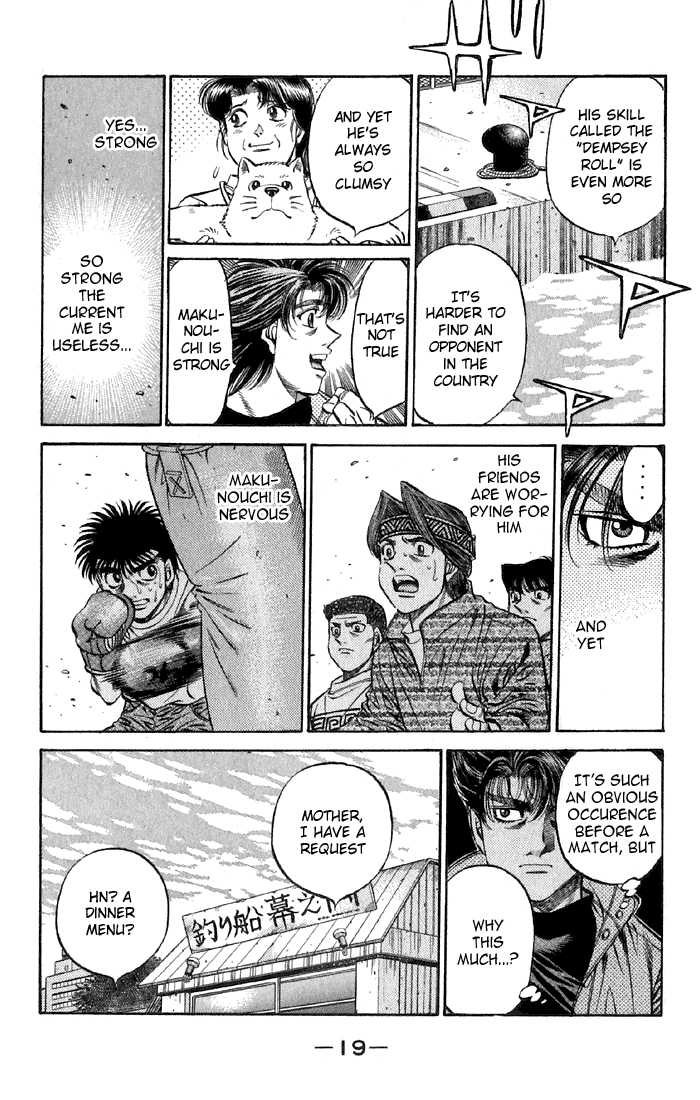 HIS SKILL
CALLED THE
"DEMPSEY
ROLL" IS
EVEN MORE
SO
IT'S
HARDER TO
FIND AN
OPPONENT
IN THE
COUNTRY
AND YET
HE'S
ALWAYS
SO
CLUMSY
THAT'S
NOT
TRUE
MAKU-
NOU-
CHI IS
STRONG
YES...
STRONG
SO
STRONG
THE
CURRENT
ME IS
USELESS...
....
AND
YET
HIS
FRIENDS
ARE WOR-
RYING FOR
HIM
MAKU-
NOUCHI IS
NERVOUS
IT'S SUCH
AN OBVIOUS
OCCURENCE
BEFORE A
MATCH, BUT
WHY
THIS
MUCH...?
MOTHER,
I HAVE A
REQUEST
HN? A
DINNER
MENU?
釣り船 幕
—19—